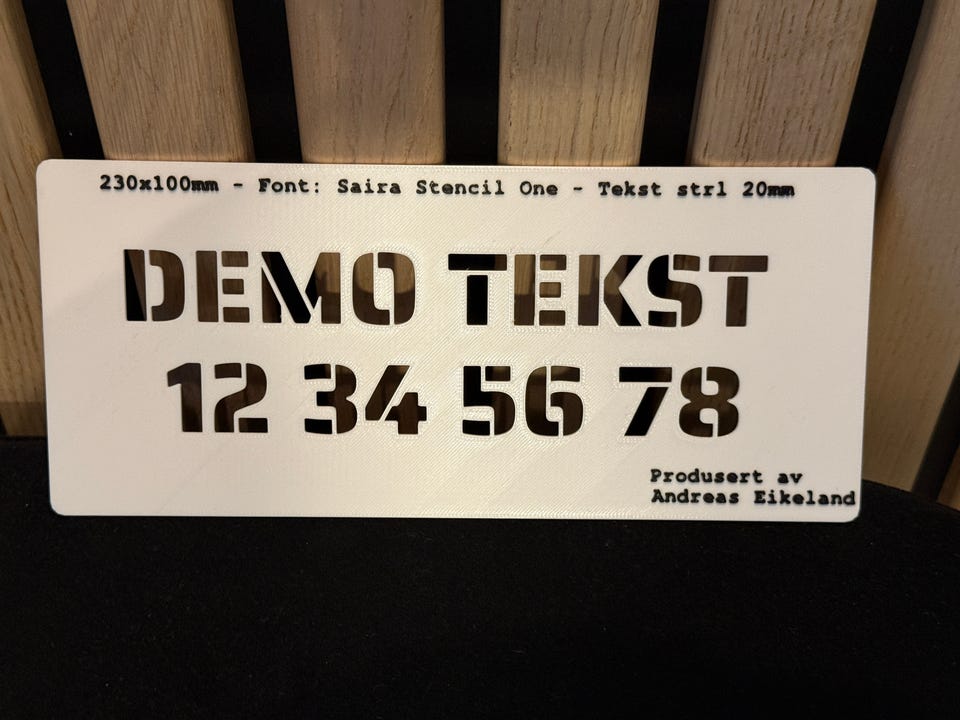 230x100mm - Font: Saira Stencil One - Tekst strl 20mm
DEMO TEKST
12 34 56 78
Produsert av
Andreas Eikeland